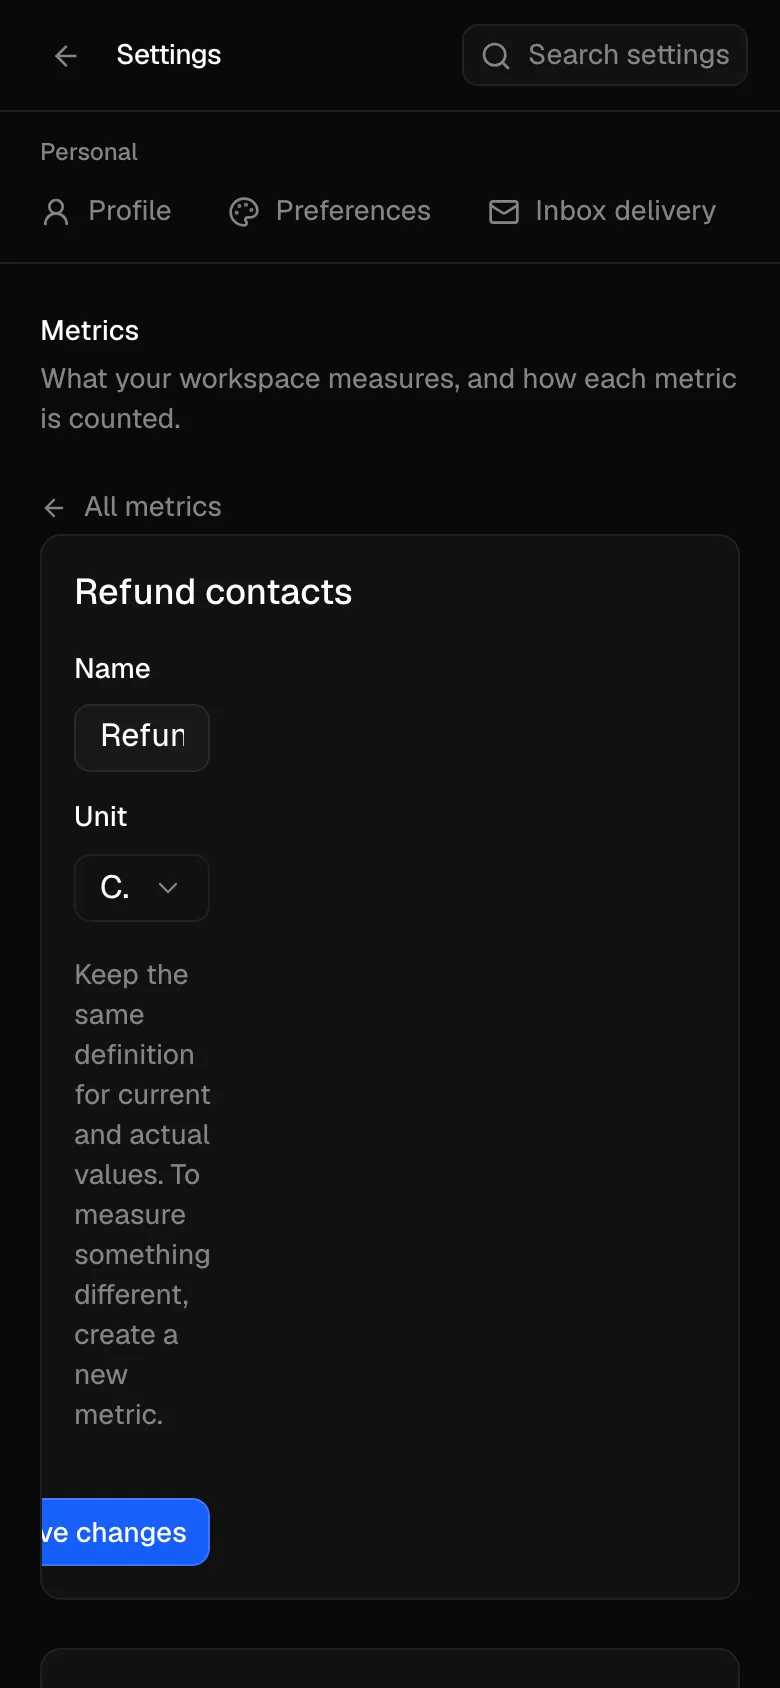 Settings
Search settings
Personal
Profile
Preferences
Inbox delivery
Metrics
What your workspace measures, and how each metric
is counted.
All metrics
Refund contacts
Name
Refun
Unit
C.
Keep the
same
definition
for current
and actual
values. To
measure
something
different,
create a
new
metric.
ve changes